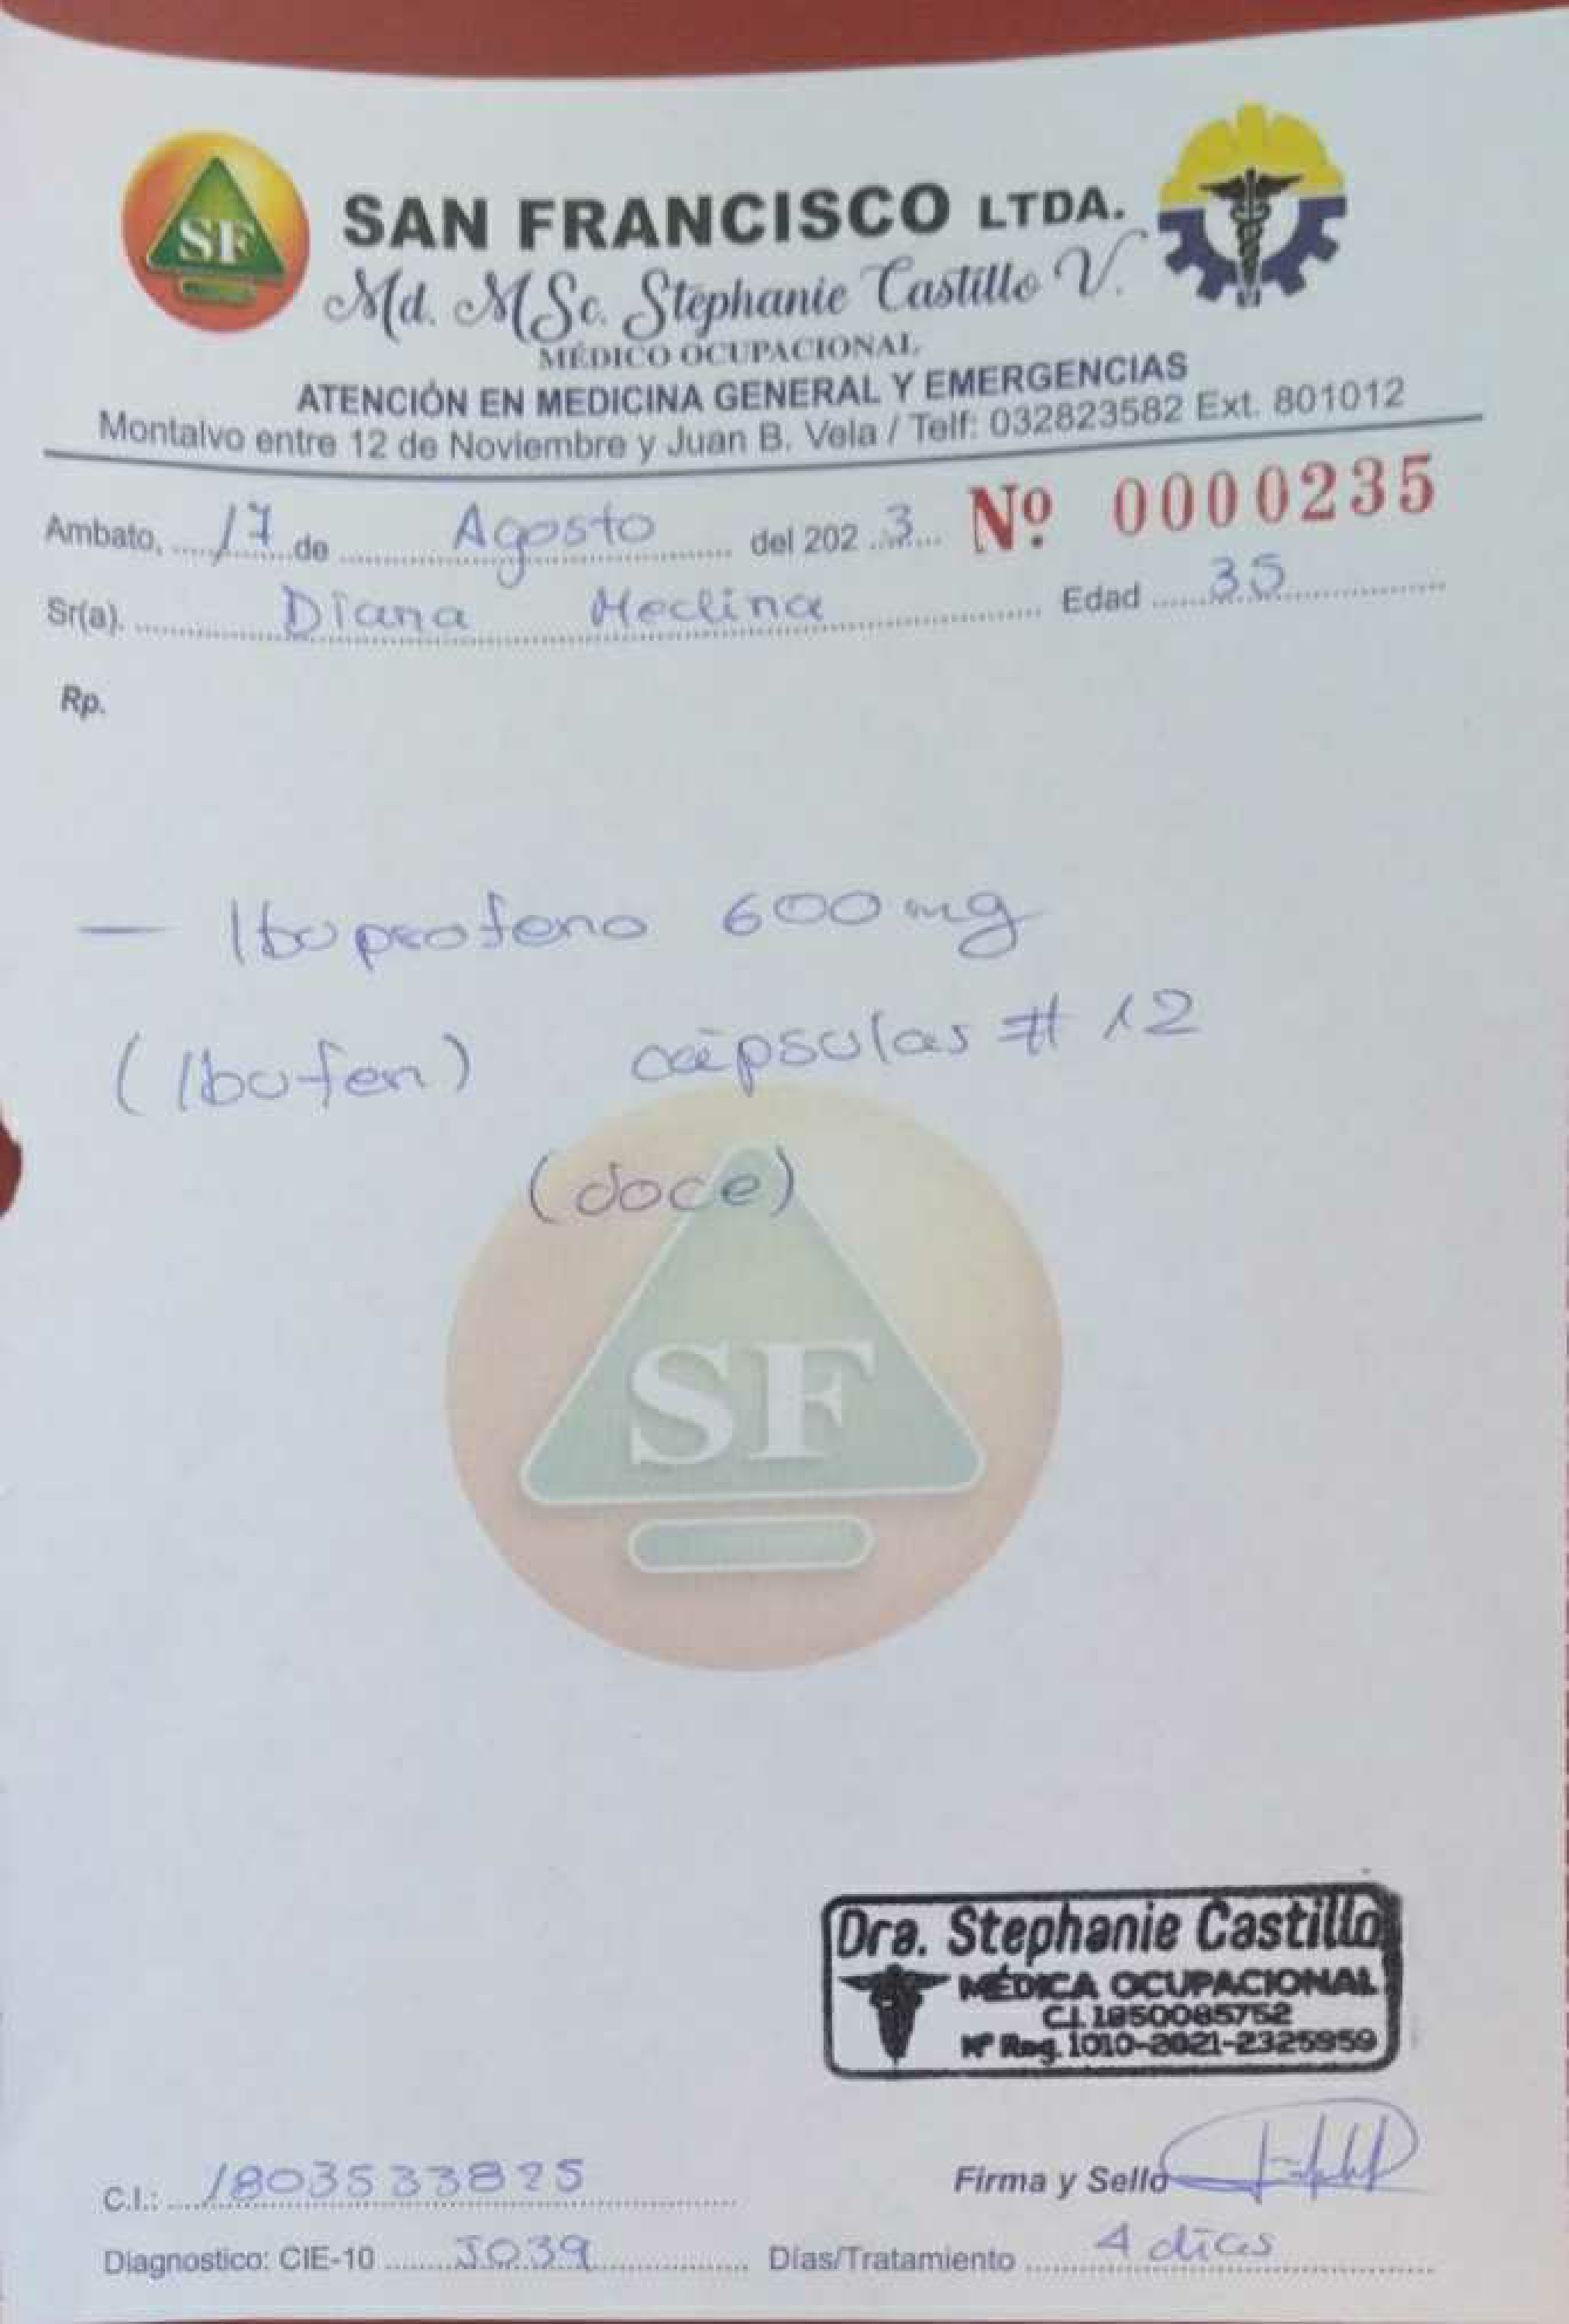 SF
SAN FRANCISCO LTDA.
Md. MSc. Stephanie Castillo V.
MÉDICO OCUPACIONAL
ATENCIÓN EN MEDICINA GENERAL Y EMERGENCIAS
Montalvo entre 12 de Noviembre y Juan B. Vela / Telf: 032823582 Ext. 801012
Ambato, 17 de Agosto del 2023 Nº 0000235
Sr(a). Diana Medina Edad 35
Rp.
— Ibuprofeno 600 mg
(Ibufen) cápsulas # 12
(doce)
SF
Dra. Stephanie Castillo
MÉDICA OCUPACIONAL
C.I. 1850085752
Nº Reg. 1010-2021-2325959
C.I.: 1803533825
Firma y Sello
Diagnostico: CIE-10 J039 Días/Tratamiento 4 días